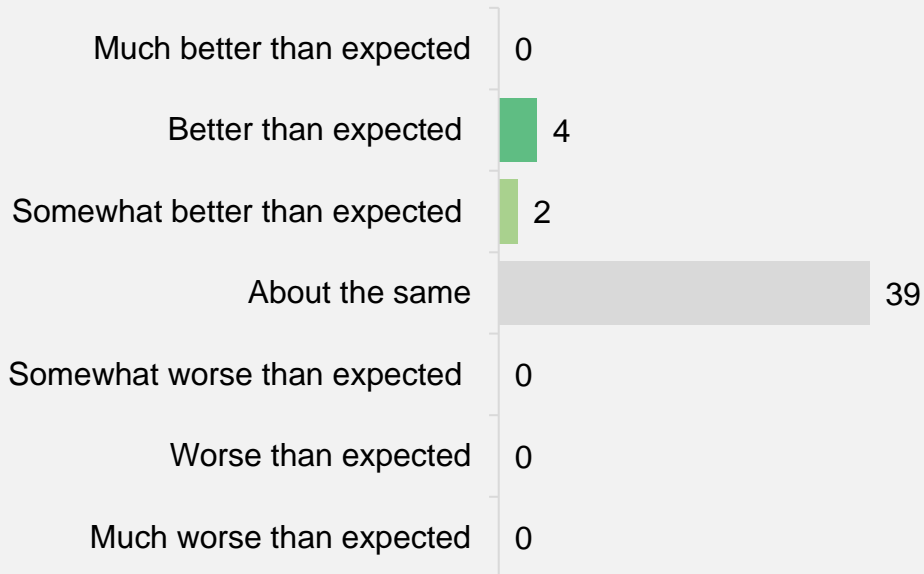 Much better than expected 0
Better than expected 4
Somewhat better than expected 2
About the same 39
Somewhat worse than expected 0
Worse than expected 0
Much worse than expected 0